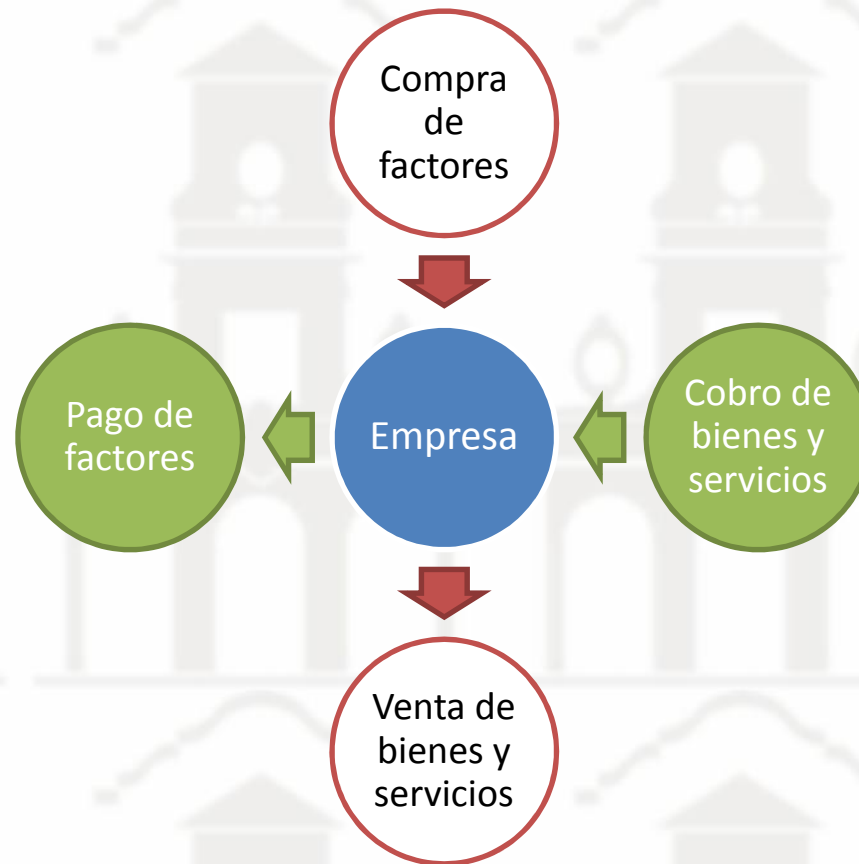 Compra
de
factores
Pago de
factores
Empresa
Cobro de
bienes y
servicios
Venta de
bienes y
servicios